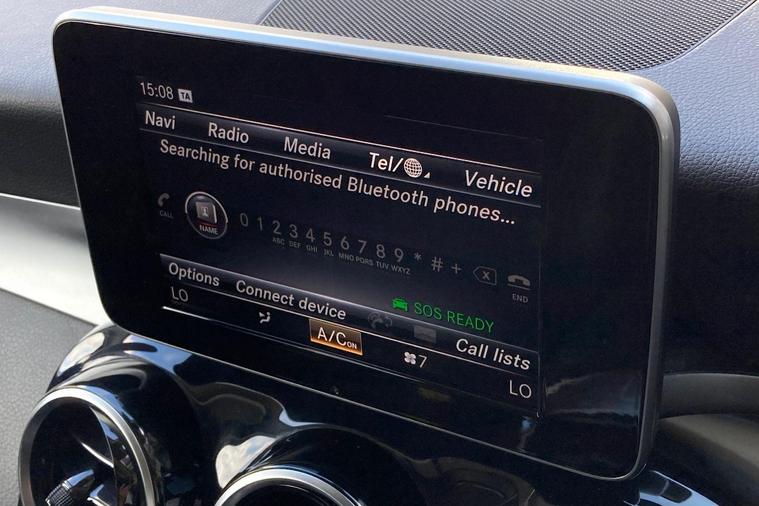 15:08 TA
Navi Radio Media Tel/ Vehicle
Searching for authorised Bluetooth phones...
CALL NAME 0 1 2 3 4 5 6 7 8 9 * # + END
ABC DEF GHI JKL MNO PQRS TUV WXYZ
Options Connect device SOS READY Call lists
LO A/C ON 7 LO